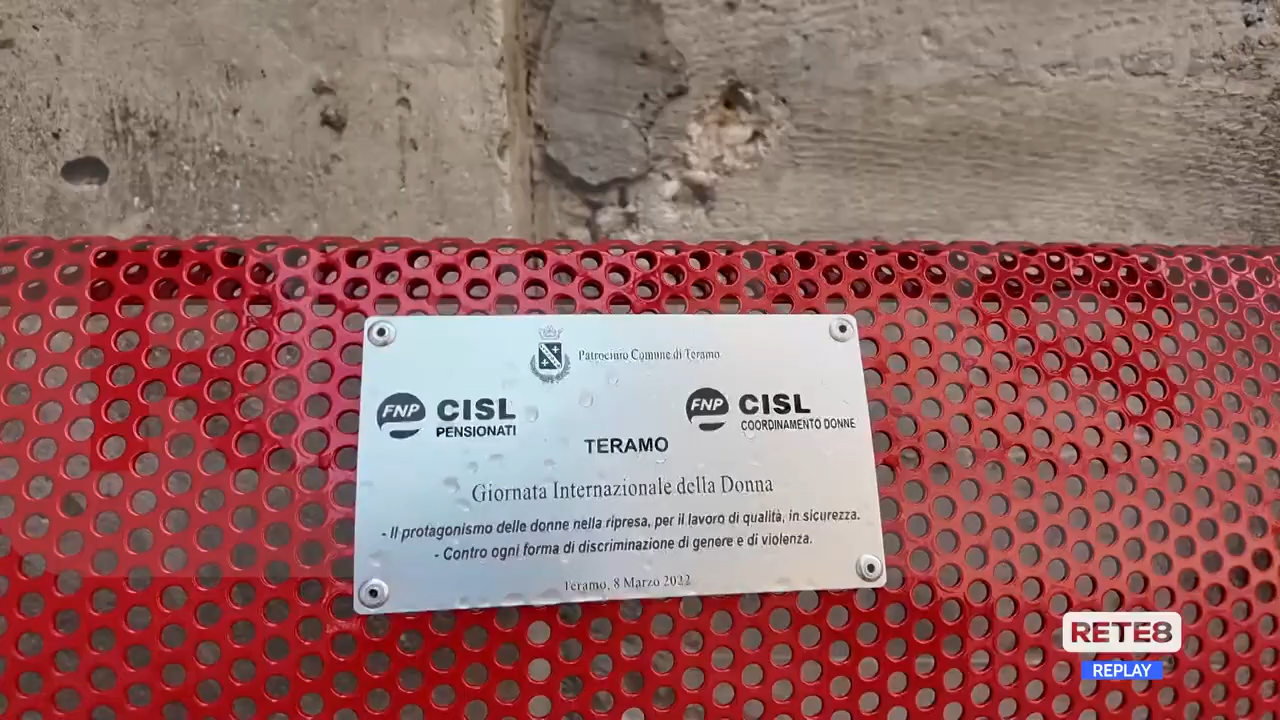 Patrocinio Comune di Teramo
FNP CISL
PENSIONATI
FNP CISL
COORDINAMENTO DONNE
TERAMO
Giornata Internazionale della Donna
- Il protagonismo delle donne nella ripresa, per il lavoro di qualità, in sicurezza.
- Contro ogni forma di discriminazione di genere e di violenza.
Teramo, 8 Marzo 2022
RETE8
REPLAY